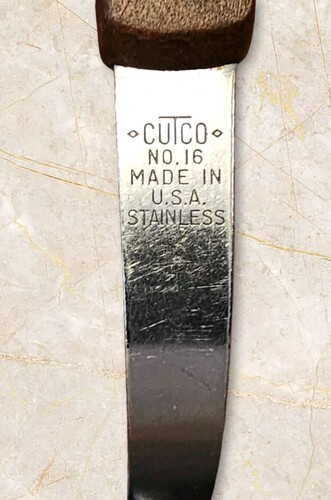 CUTCO
NO. 16
MADE IN
U.S.A.
STAINLESS